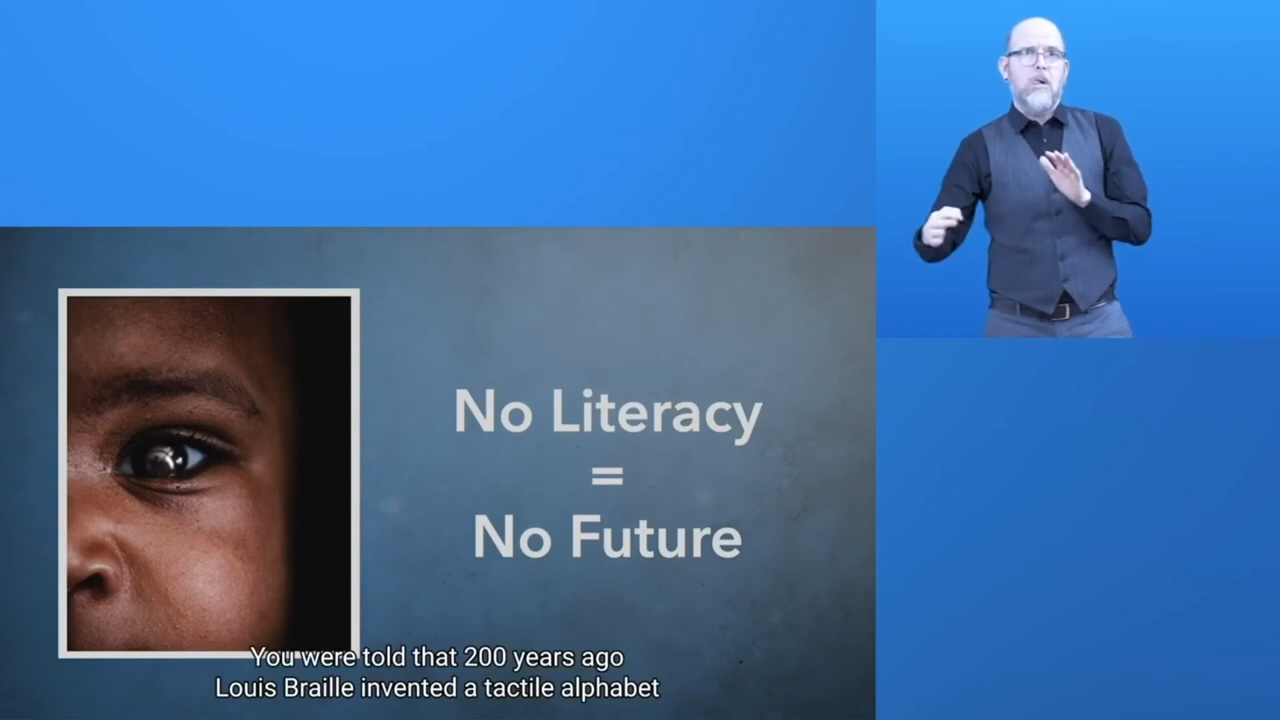 No Literacy
=
No Future
You were told that 200 years ago
Louis Braille invented a tactile alphabet